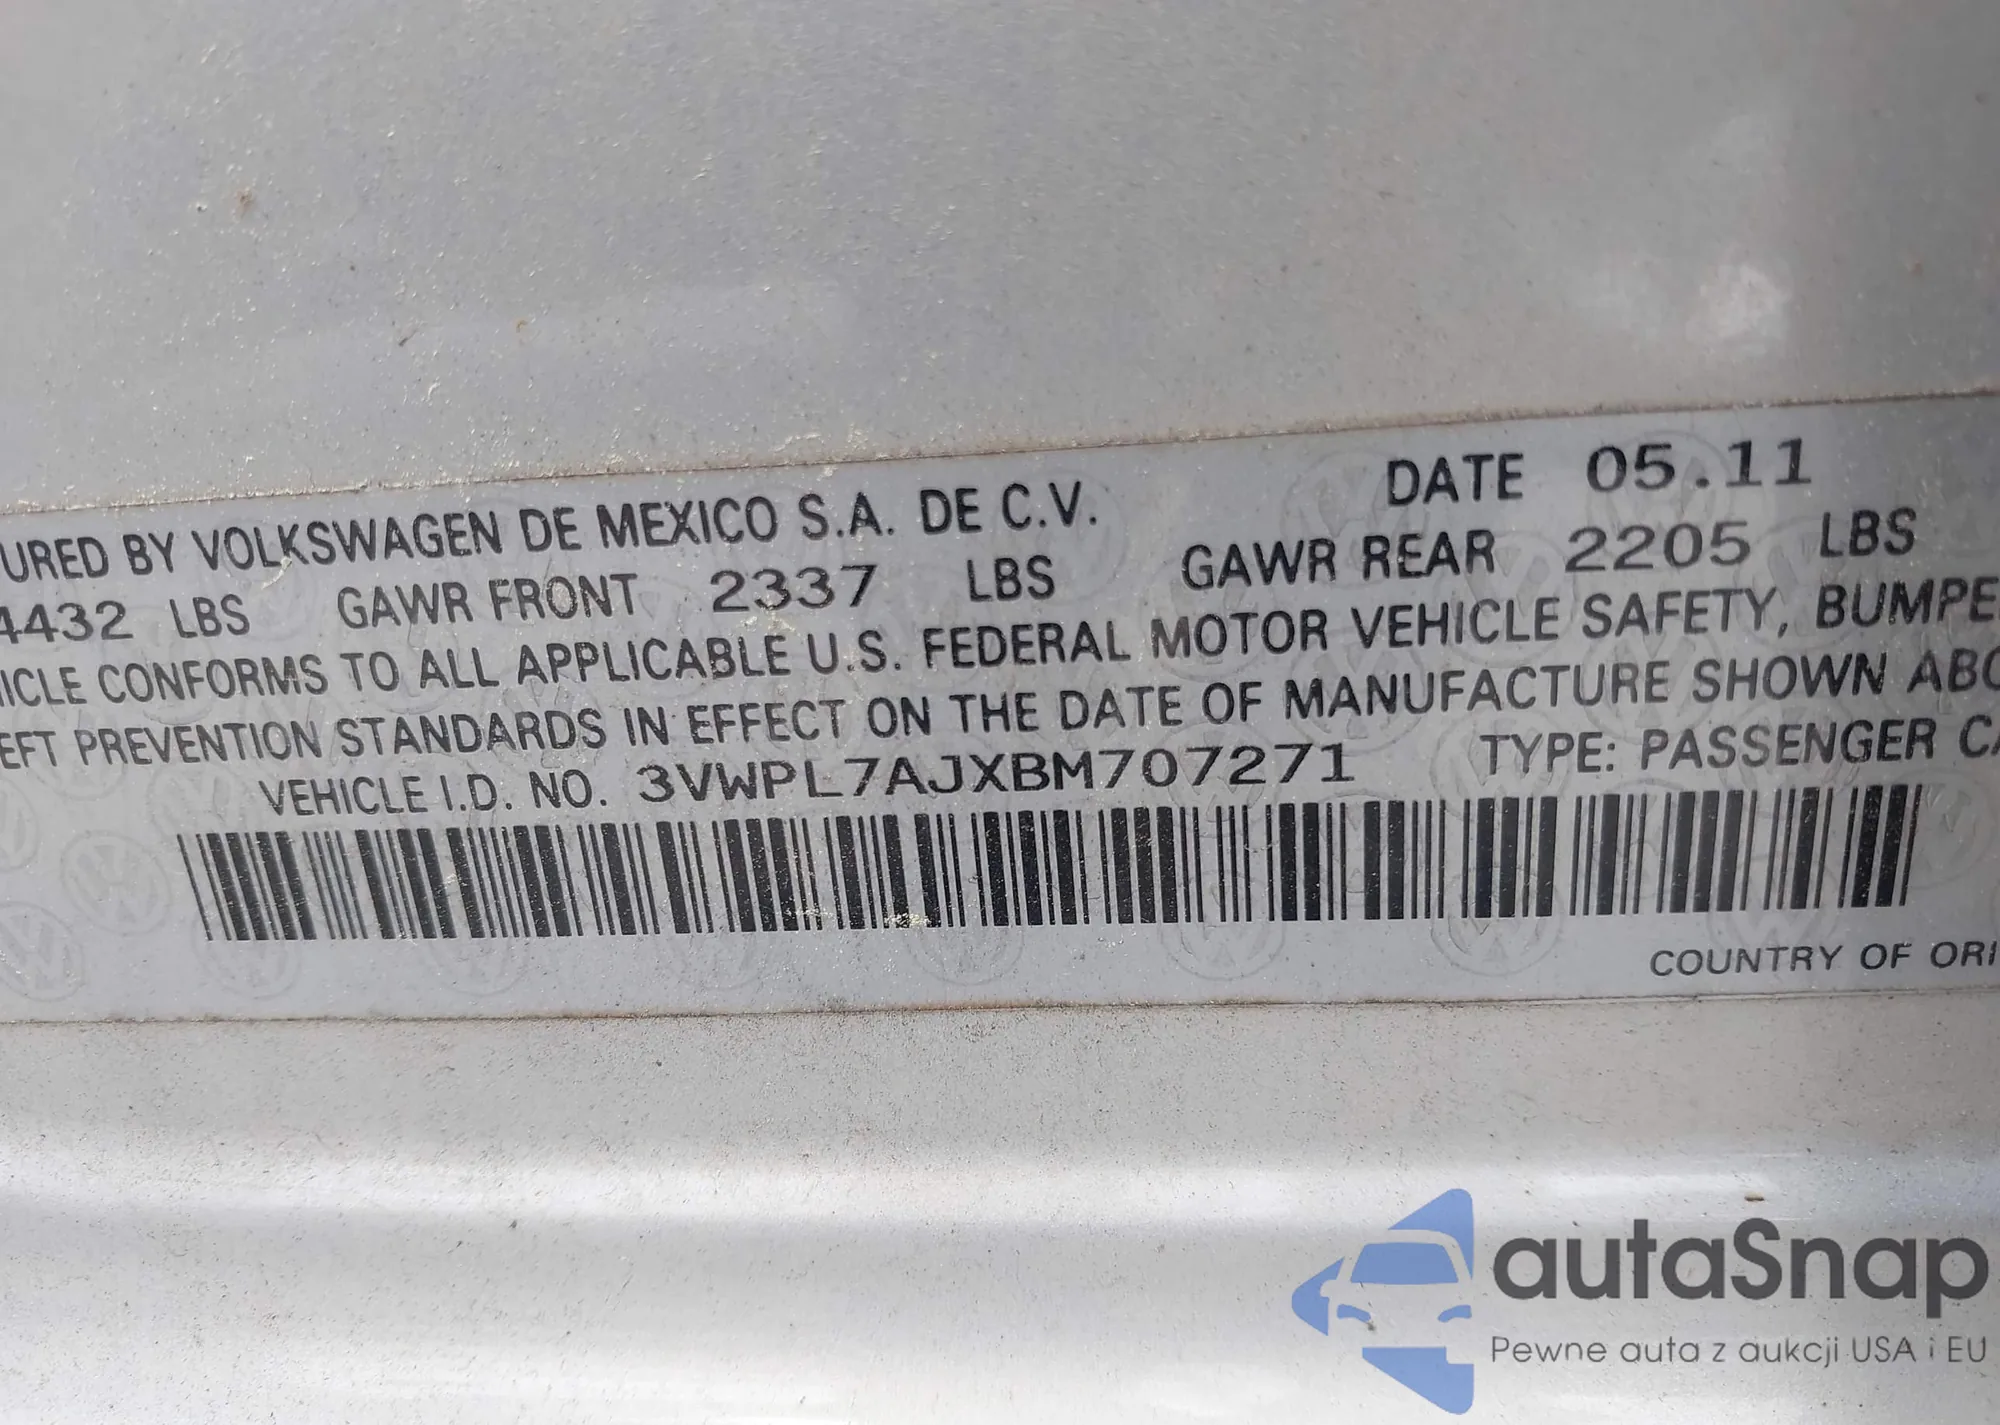 URED BY VOLKSWAGEN DE MEXICO S.A. DE C.V. DATE 05.11
4432 LBS GAWR FRONT 2337 LBS GAWR REAR 2205 LBS
ICLE CONFORMS TO ALL APPLICABLE U.S. FEDERAL MOTOR VEHICLE SAFETY, BUMPE
EFT PREVENTION STANDARDS IN EFFECT ON THE DATE OF MANUFACTURE SHOWN ABO
VEHICLE I.D. NO. 3VWPL7AJXBM707271 TYPE: PASSENGER CA
COUNTRY OF ORI
autaSnap
Pewne auta z aukcji USA i EU